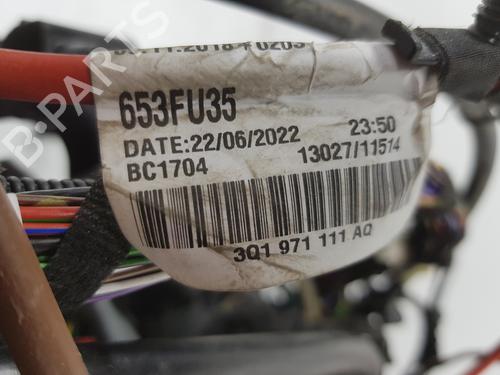 653FU35
DATE:22/06/2022 23:50
BC1704 13027/11514
3Q1 971 111 AQ
B-PARTS